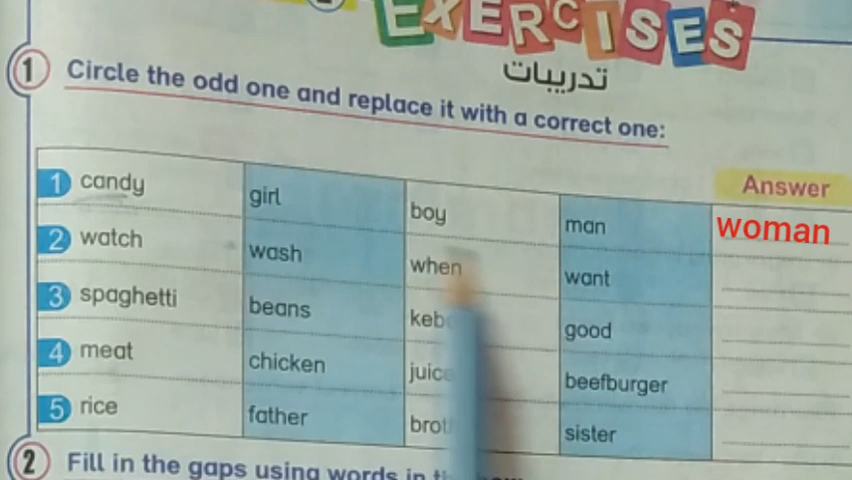 EXERCISES
تدريبات
1 Circle the odd one and replace it with a correct one:
Answer
1 candy girl boy man woman
2 watch wash when want
3 spaghetti beans good
4 meat chicken juice beefburger
5 rice father sister
2 Fill in the gaps using words in